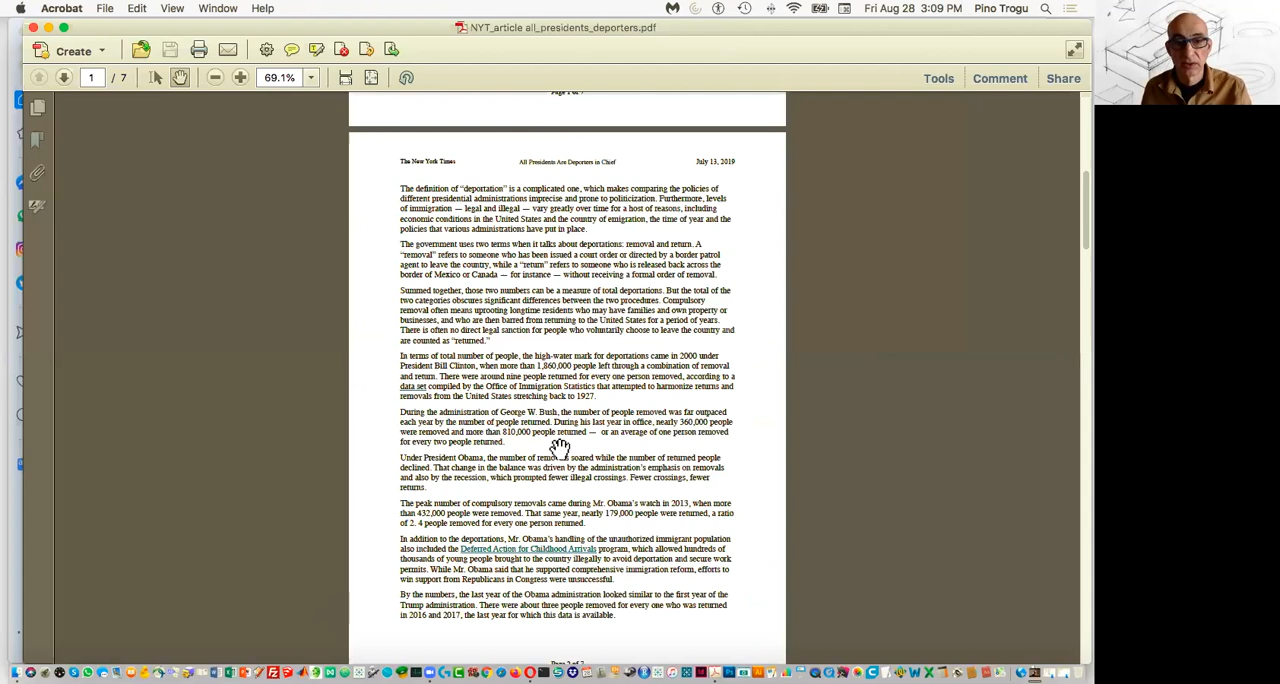 Acrobat File Edit View Window Help
Fri Aug 28 3:09 PM Pino Trogu
NYT_article all_presidents_deporters.pdf
Create
1 / 7 69.1% Tools Comment Share
The New York Times All Presidents Are Deporters in Chief July 13, 2019
The definition of “deportation” is a complicated one, which makes comparing the policies of
different presidential administrations imprecise and prone to politicization. Furthermore, levels
of immigration — legal and illegal — vary greatly over time for a host of reasons, including
economic conditions in the United States and the country of emigration, the time of year and the
policies that various administrations have put in place.
The government uses two terms when it talks about deportations: removal and return. A
“removal” refers to someone who has been issued a court order or directed by a border patrol
agent to leave the country, while a “return” refers to someone who is released back across the
border of Mexico or Canada — for instance — without receiving a formal order of removal.
Summed together, those two numbers can be a measure of total deportations. But the total of the
two categories obscures significant differences between the two procedures. Compulsory
removal often means uprooting longtime residents who may have families and own property or
businesses, and who are then barred from returning to the United States for a period of years.
There is often no direct legal sanction for people who voluntarily choose to leave the country and
are counted as “returned.”
In terms of total number of people, the high-water mark for deportations came in 2000 under
President Bill Clinton, when more than 1,860,000 people left through a combination of removal
and return. There were around nine people returned for every one person removed, according to a
data set compiled by the Office of Immigration Statistics that attempted to harmonize returns and
removals from the United States stretching back to 1927.
During the administration of George W. Bush, the number of people removed was far outpaced
each year by the number of people returned. During his last year in office, nearly 360,000 people
were removed and more than 810,000 people returned — or an average of one person removed
for every two people returned.
Under President Obama, the number of removals soared while the number of returned people
declined. That change in the balance was driven by the administration’s emphasis on removals
and also by the recession, which prompted fewer illegal crossings. Fewer crossings, fewer
returns.
The peak number of compulsory removals came during Mr. Obama’s watch in 2013, when more
than 432,000 people were removed. That same year, nearly 179,000 people were returned, a ratio
of 2. 4 people removed for every one person returned.
In addition to the deportations, Mr. Obama’s handling of the unauthorized immigrant population
also included the Deferred Action for Childhood Arrivals program, which allowed hundreds of
thousands of young people brought to the country illegally to avoid deportation and secure work
permits. While Mr. Obama said that he supported comprehensive immigration reform, efforts to
win support from Republicans in Congress were unsuccessful.
By the numbers, the last year of the Obama administration looked similar to the first year of the
Trump administration. There were about three people removed for every one who was returned
in 2016 and 2017, the last year for which this data is available.